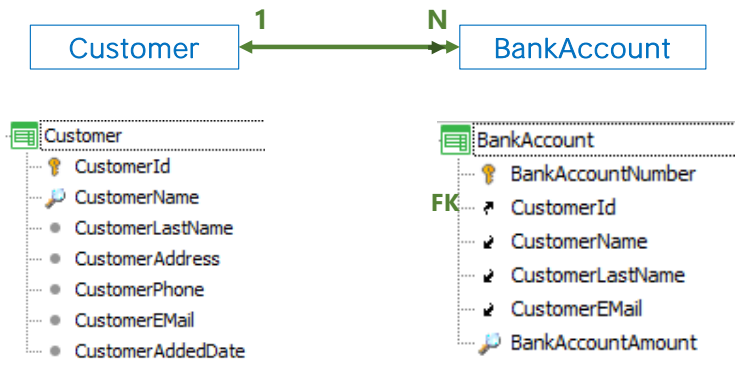 1 N
Customer BankAccount
Customer
CustomerId
CustomerName
CustomerLastName
CustomerAddress
CustomerPhone
CustomerEMail
CustomerAddedDate
BankAccount
BankAccountNumber
FK CustomerId
CustomerName
CustomerLastName
CustomerEMail
BankAccountAmount